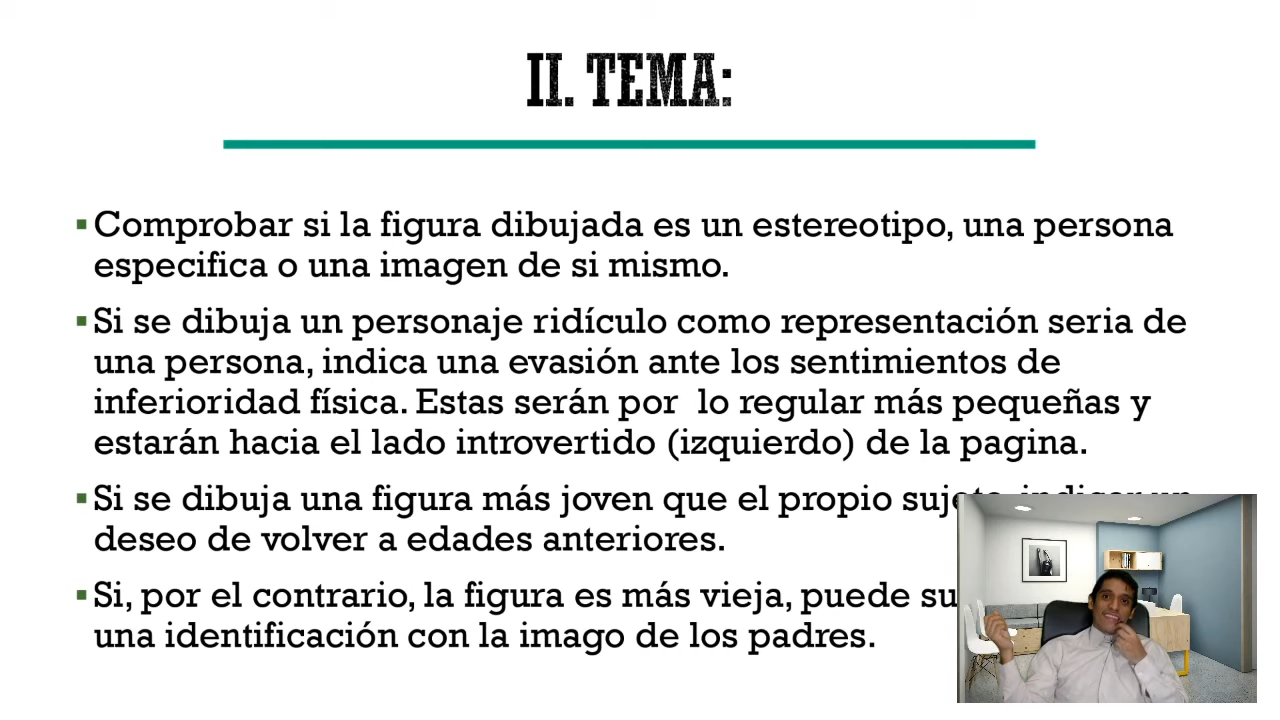 II. TEMA:
▪Comprobar si la figura dibujada es un estereotipo, una persona
especifica o una imagen de si mismo.
▪Si se dibuja un personaje ridículo como representación seria de
una persona, indica una evasión ante los sentimientos de
inferioridad física. Estas serán por lo regular más pequeñas y
estarán hacia el lado introvertido (izquierdo) de la pagina.
▪Si se dibuja una figura más joven que el propio sujeto, indicar un
deseo de volver a edades anteriores.
▪Si, por el contrario, la figura es más vieja, puede
una identificación con la imago de los padres.